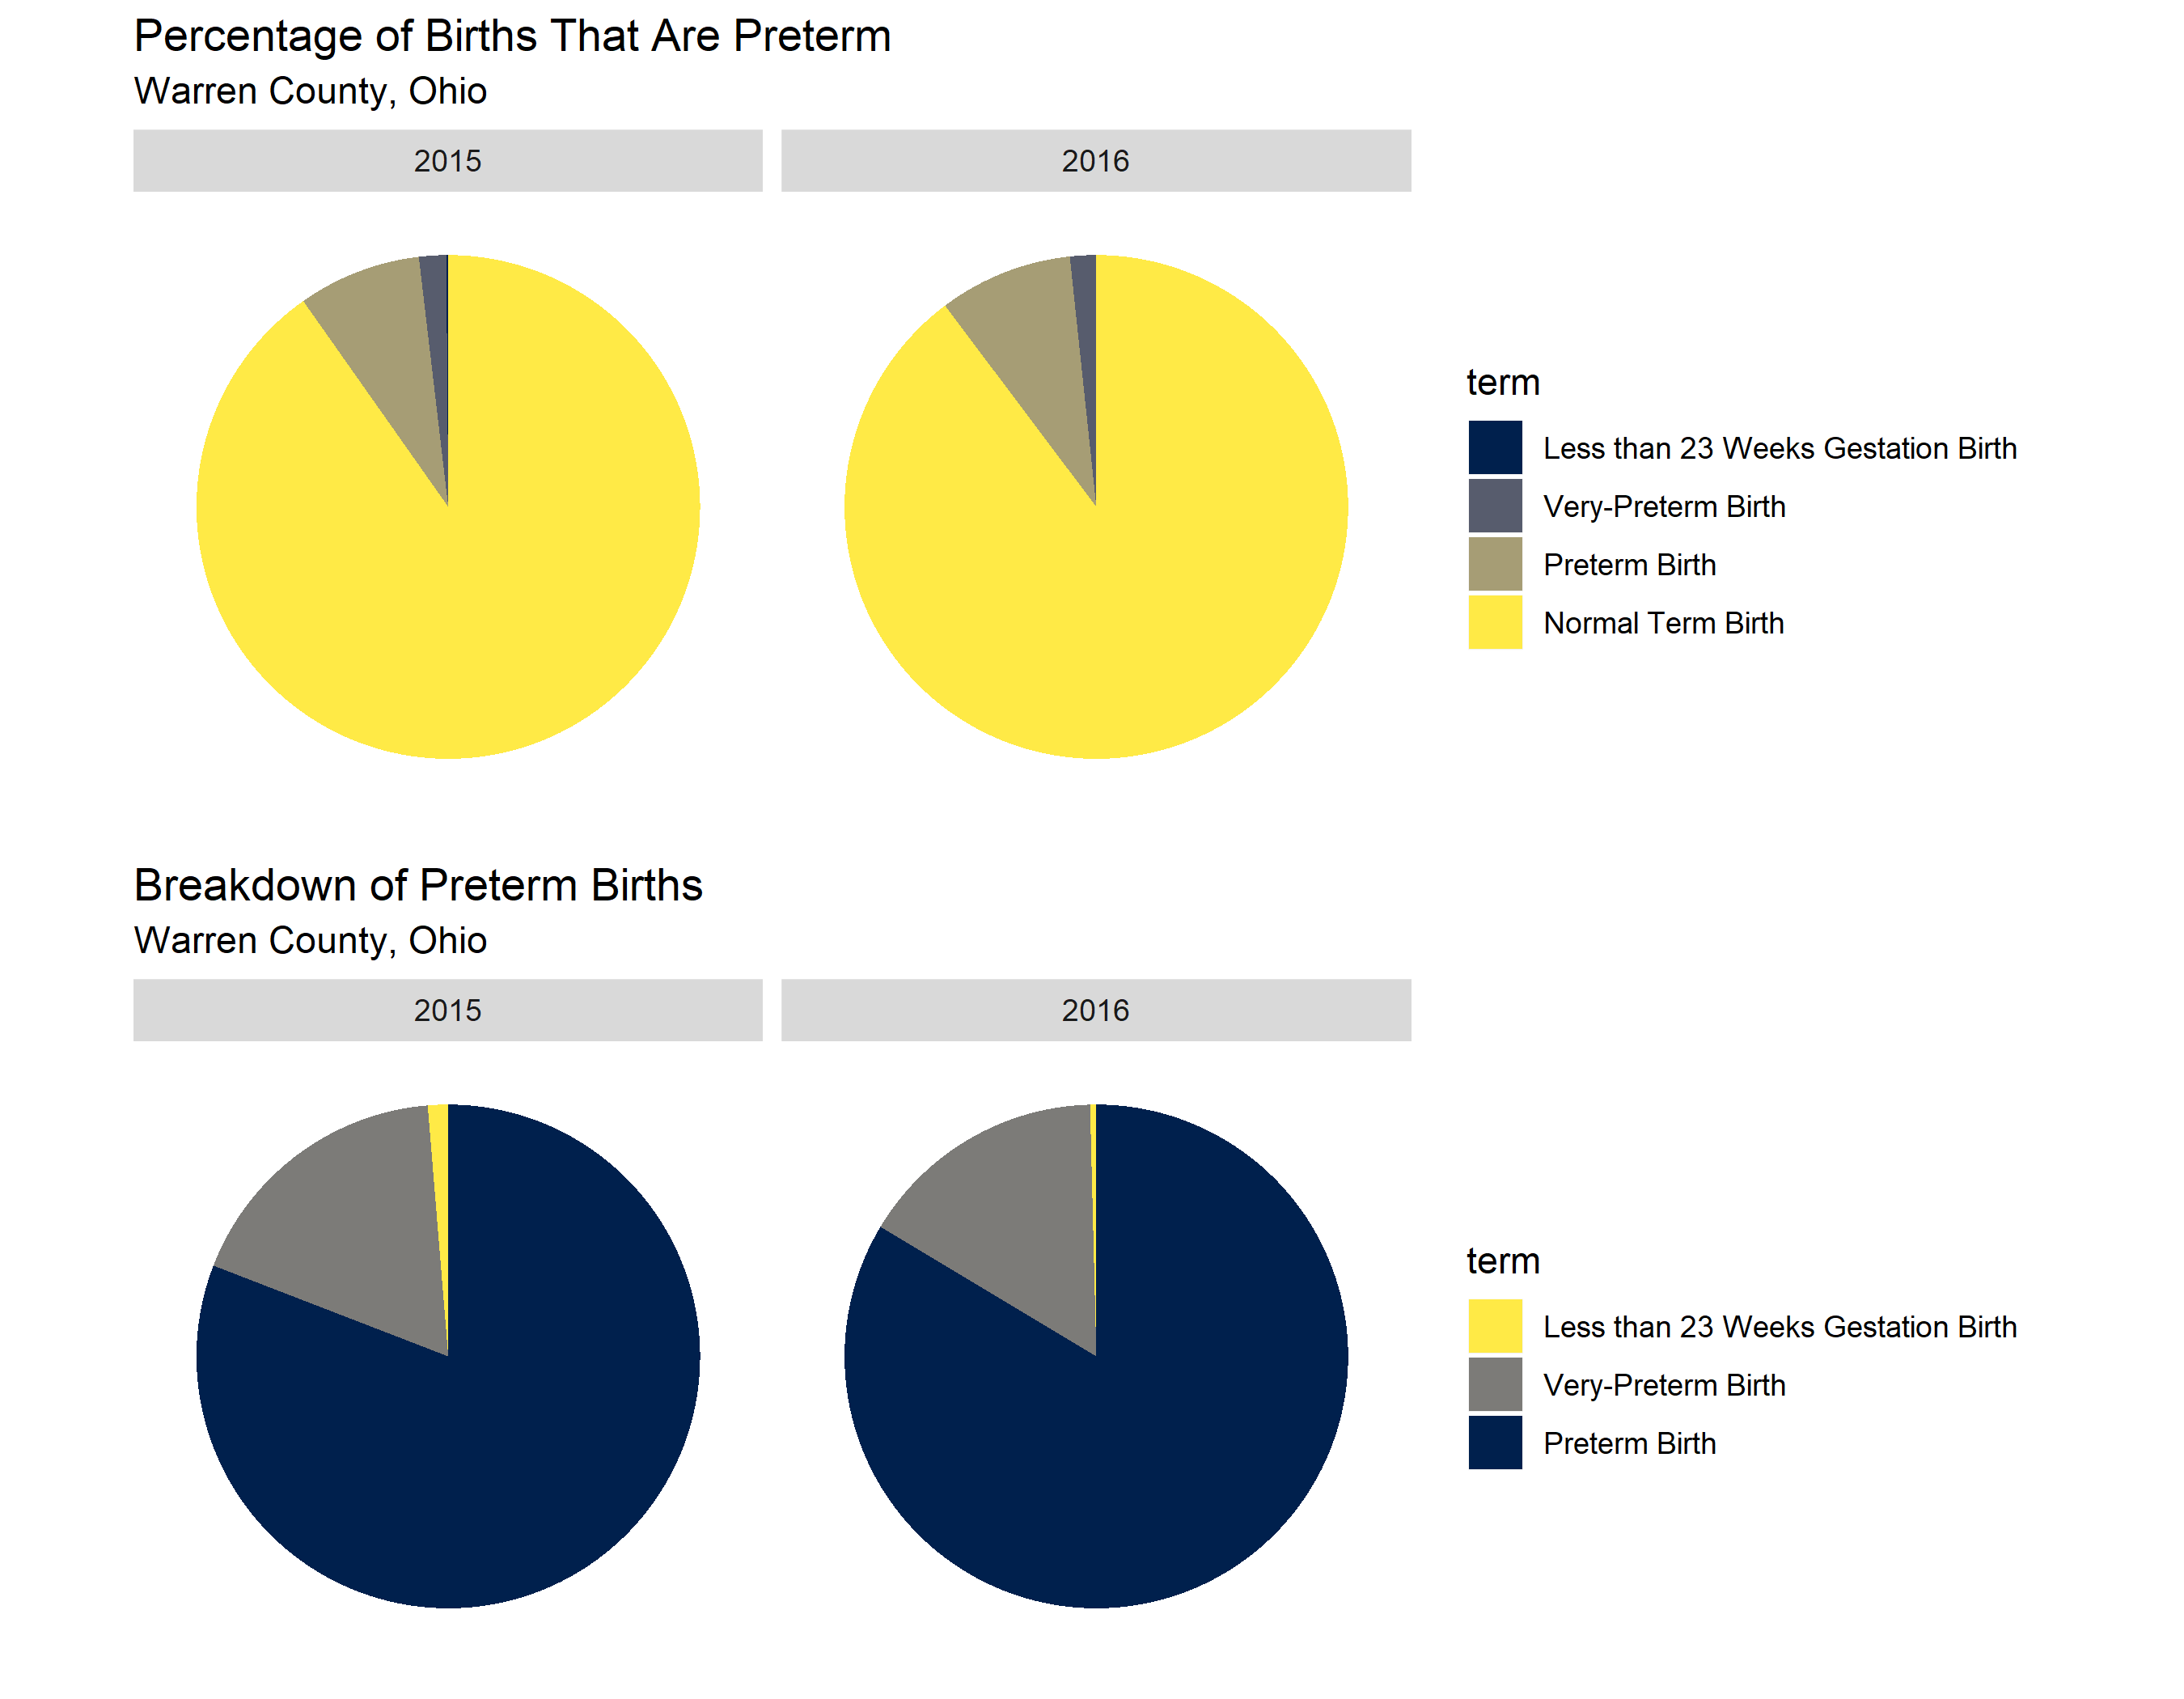 Percentage of Births That Are Preterm
Warren County, Ohio
2015
2016
term
Less than 23 Weeks Gestation Birth
Very-Preterm Birth
Preterm Birth
Normal Term Birth
Breakdown of Preterm Births
Warren County, Ohio
2015
2016
term
Less than 23 Weeks Gestation Birth
Very-Preterm Birth
Preterm Birth